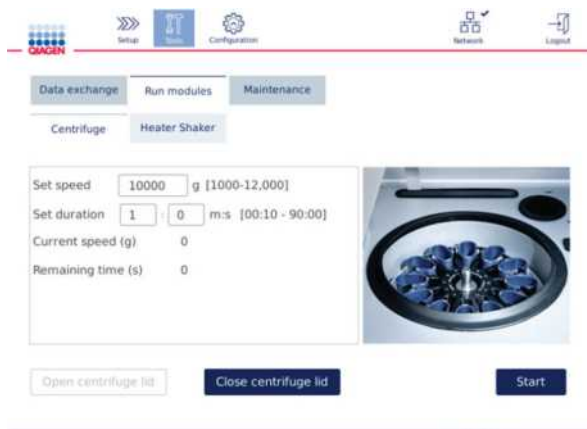 QIAGEN
Setup
Tools
Configuration
Network
Logout
Data exchange
Run modules
Maintenance
Centrifuge
Heater Shaker
Set speed 10000 g [1000-12,000]
Set duration 1 : 0 m:s [00:10 - 90:00]
Current speed (g) 0
Remaining time (s) 0
Open centrifuge lid
Close centrifuge lid
Start